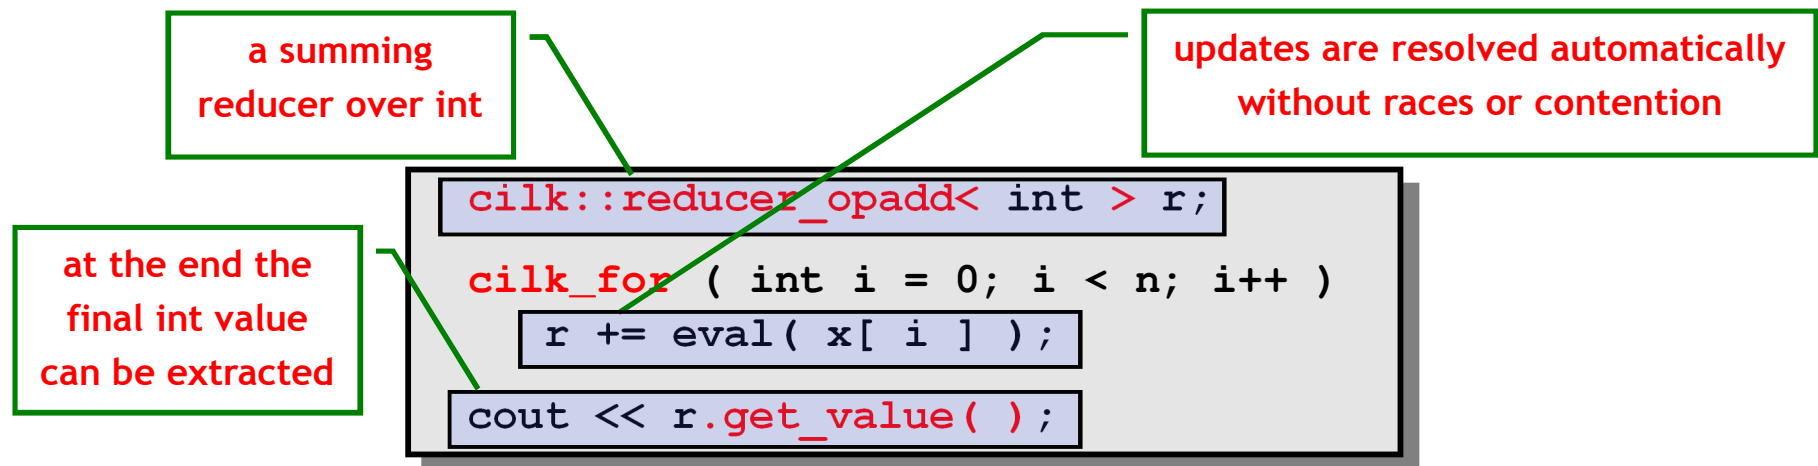 a summing
reducer over int
updates are resolved automatically
without races or contention
at the end the
final int value
can be extracted
cilk::reducer_opadd< int > r;
cilk_for ( int i = 0; i < n; i++ )
r += eval( x[ i ] );
cout << r.get_value( );